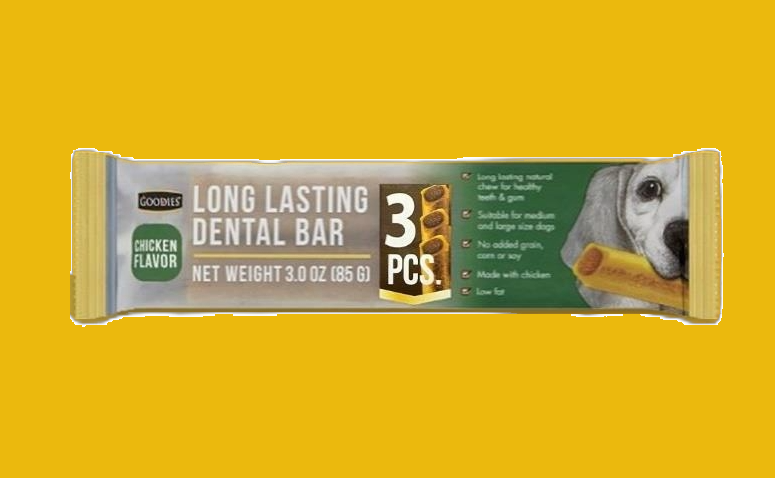 GOODIES
CHICKEN
FLAVOR
LONG LASTING
DENTAL BAR
NET WEIGHT 3.0 OZ (85 G)
3
PCS.
Long lasting natural
chew for healthy
teeth & gum
Suitable for medium
and large size dogs
No added grain,
corn or soy
Made with chicken
Low fat